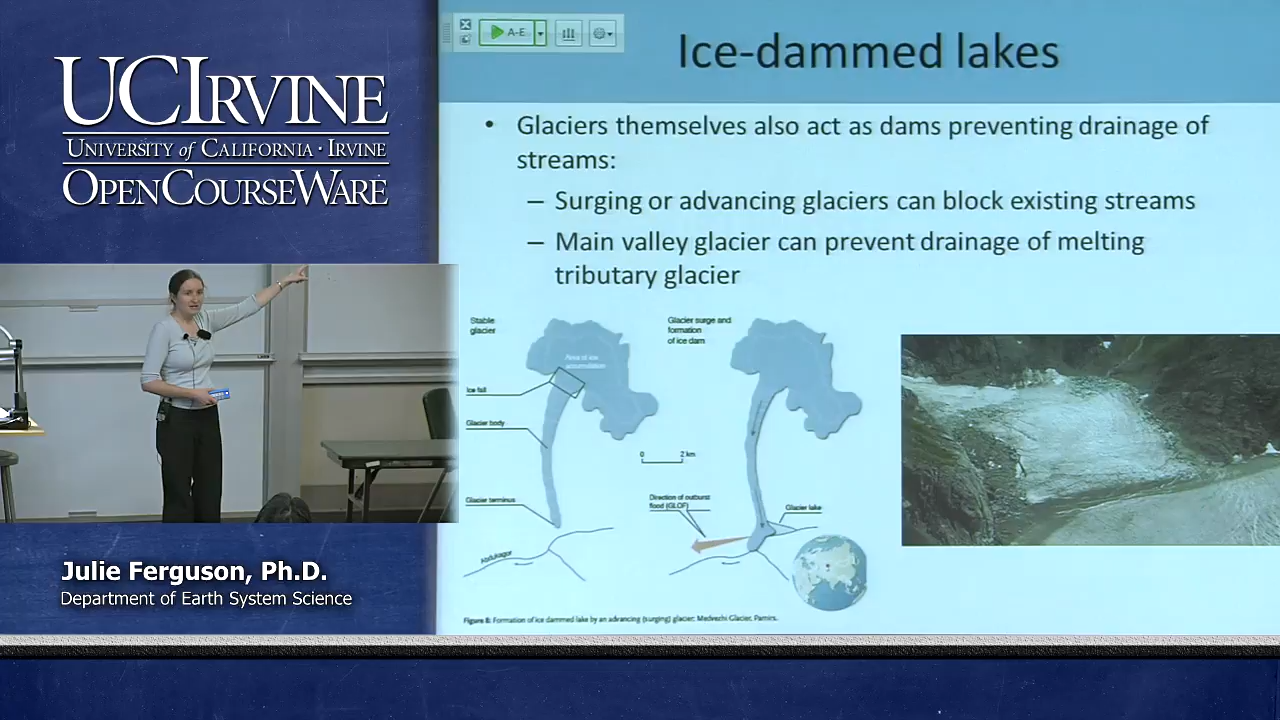 UCIRVINE
UNIVERSITY of CALIFORNIA · IRVINE
OPENCOURSEWARE
Julie Ferguson, Ph.D.
Department of Earth System Science
A-E
Ice-dammed lakes
• Glaciers themselves also act as dams preventing drainage of
streams:
– Surging or advancing glaciers can block existing streams
– Main valley glacier can prevent drainage of melting
tributary glacier
Stable
glacier
Area of ice
accumulation
Ice fall
Glacier body
Glacier terminus
Abdukagor
0 2 km
Glacier surge and
formation
of ice dam
Direction of outburst
flood (GLOF)
Glacier lake
Figure 8: Formation of ice dammed lake by an advancing (surging) glacier; Medvezhi Glacier, Pamirs.